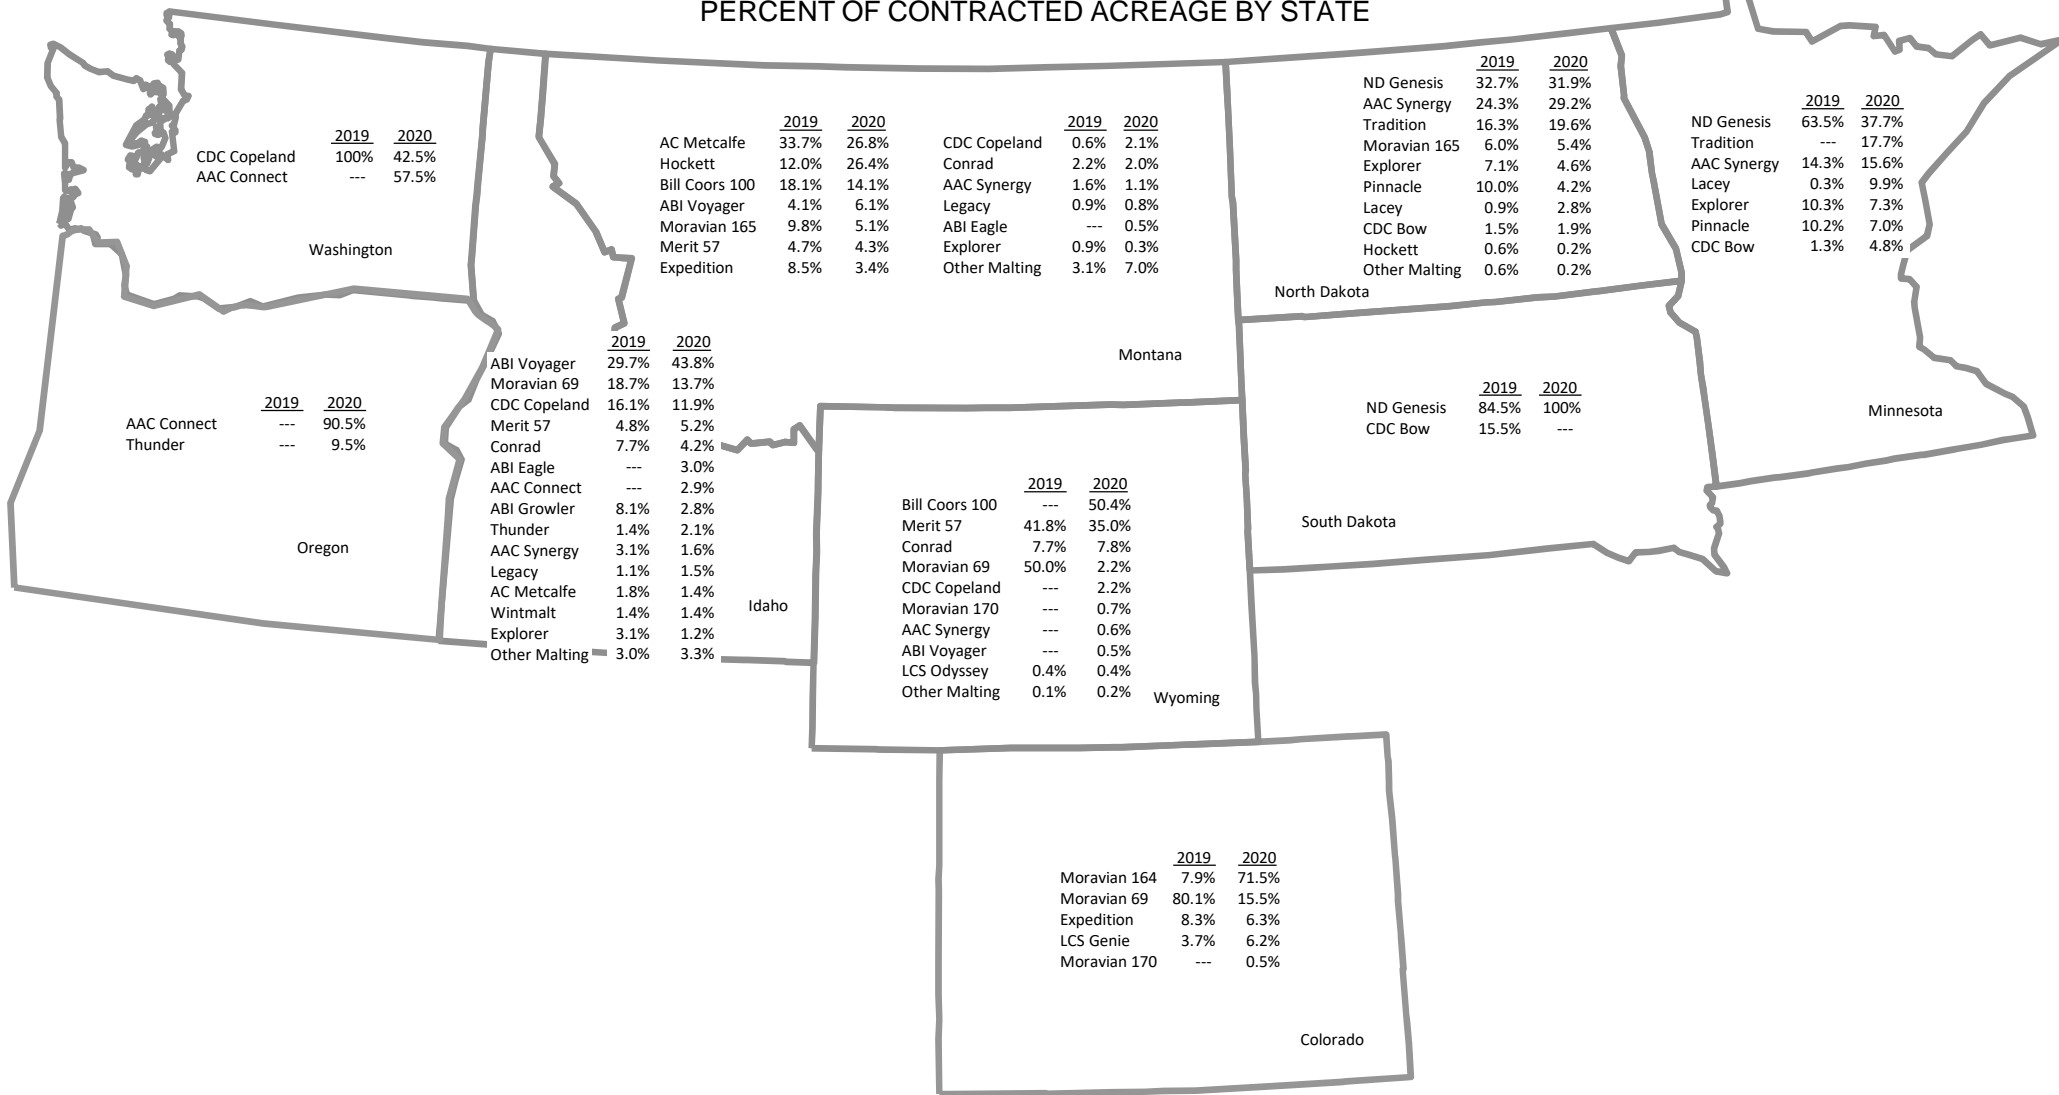 PERCENT OF CONTRACTED ACREAGE BY STATE
2019 2020
CDC Copeland 100% 42.5%
AAC Connect --- 57.5%
Washington
2019 2020
AC Metcalfe 33.7% 26.8%
Hockett 12.0% 26.4%
Bill Coors 100 18.1% 14.1%
ABI Voyager 4.1% 6.1%
Moravian 165 9.8% 5.1%
Merit 57 4.7% 4.3%
Expedition 8.5% 3.4%
2019 2020
CDC Copeland 0.6% 2.1%
Conrad 2.2% 2.0%
AAC Synergy 1.6% 1.1%
Legacy 0.9% 0.8%
ABI Eagle --- 0.5%
Explorer 0.9% 0.3%
Other Malting 3.1% 7.0%
Montana
2019 2020
ND Genesis 32.7% 31.9%
AAC Synergy 24.3% 29.2%
Tradition 16.3% 19.6%
Moravian 165 6.0% 5.4%
Explorer 7.1% 4.6%
Pinnacle 10.0% 4.2%
Lacey 0.9% 2.8%
CDC Bow 1.5% 1.9%
Hockett 0.6% 0.2%
Other Malting 0.6% 0.2%
North Dakota
2019 2020
ND Genesis 63.5% 37.7%
Tradition --- 17.7%
AAC Synergy 14.3% 15.6%
Lacey 0.3% 9.9%
Explorer 10.3% 7.3%
Pinnacle 10.2% 7.0%
CDC Bow 1.3% 4.8%
Minnesota
2019 2020
AAC Connect --- 90.5%
Thunder --- 9.5%
Oregon
2019 2020
ABI Voyager 29.7% 43.8%
Moravian 69 18.7% 13.7%
CDC Copeland 16.1% 11.9%
Merit 57 4.8% 5.2%
Conrad 7.7% 4.2%
ABI Eagle --- 3.0%
AAC Connect --- 2.9%
ABI Growler 8.1% 2.8%
Thunder 1.4% 2.1%
AAC Synergy 3.1% 1.6%
Legacy 1.1% 1.5%
AC Metcalfe 1.8% 1.4%
Wintmalt 1.4% 1.4%
Explorer 3.1% 1.2%
Other Malting 3.0% 3.3%
Idaho
2019 2020
Bill Coors 100 --- 50.4%
Merit 57 41.8% 35.0%
Conrad 7.7% 7.8%
Moravian 69 50.0% 2.2%
CDC Copeland --- 2.2%
Moravian 170 --- 0.7%
AAC Synergy --- 0.6%
ABI Voyager --- 0.5%
LCS Odyssey 0.4% 0.4%
Other Malting 0.1% 0.2%
Wyoming
2019 2020
ND Genesis 84.5% 100%
CDC Bow 15.5% ---
South Dakota
2019 2020
Moravian 164 7.9% 71.5%
Moravian 69 80.1% 15.5%
Expedition 8.3% 6.3%
LCS Genie 3.7% 6.2%
Moravian 170 --- 0.5%
Colorado